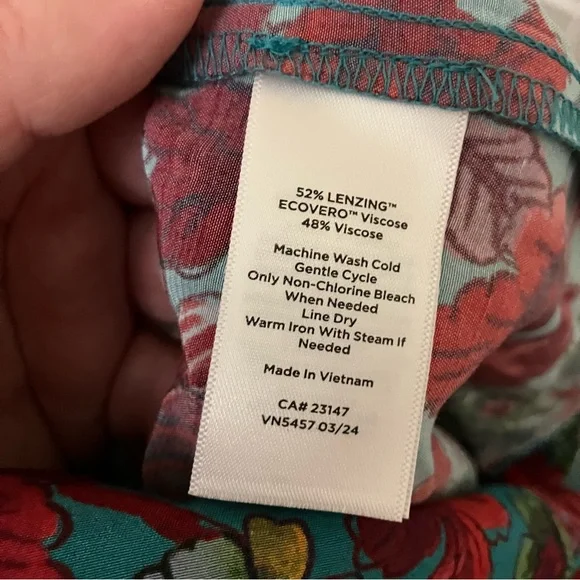 52% LENZING™
ECOVERO™ Viscose
48% Viscose
Machine Wash Cold
Gentle Cycle
Only Non-Chlorine Bleach
When Needed
Line Dry
Warm Iron With Steam If
Needed
Made in Vietnam
CA# 23147
VN5457 03/24